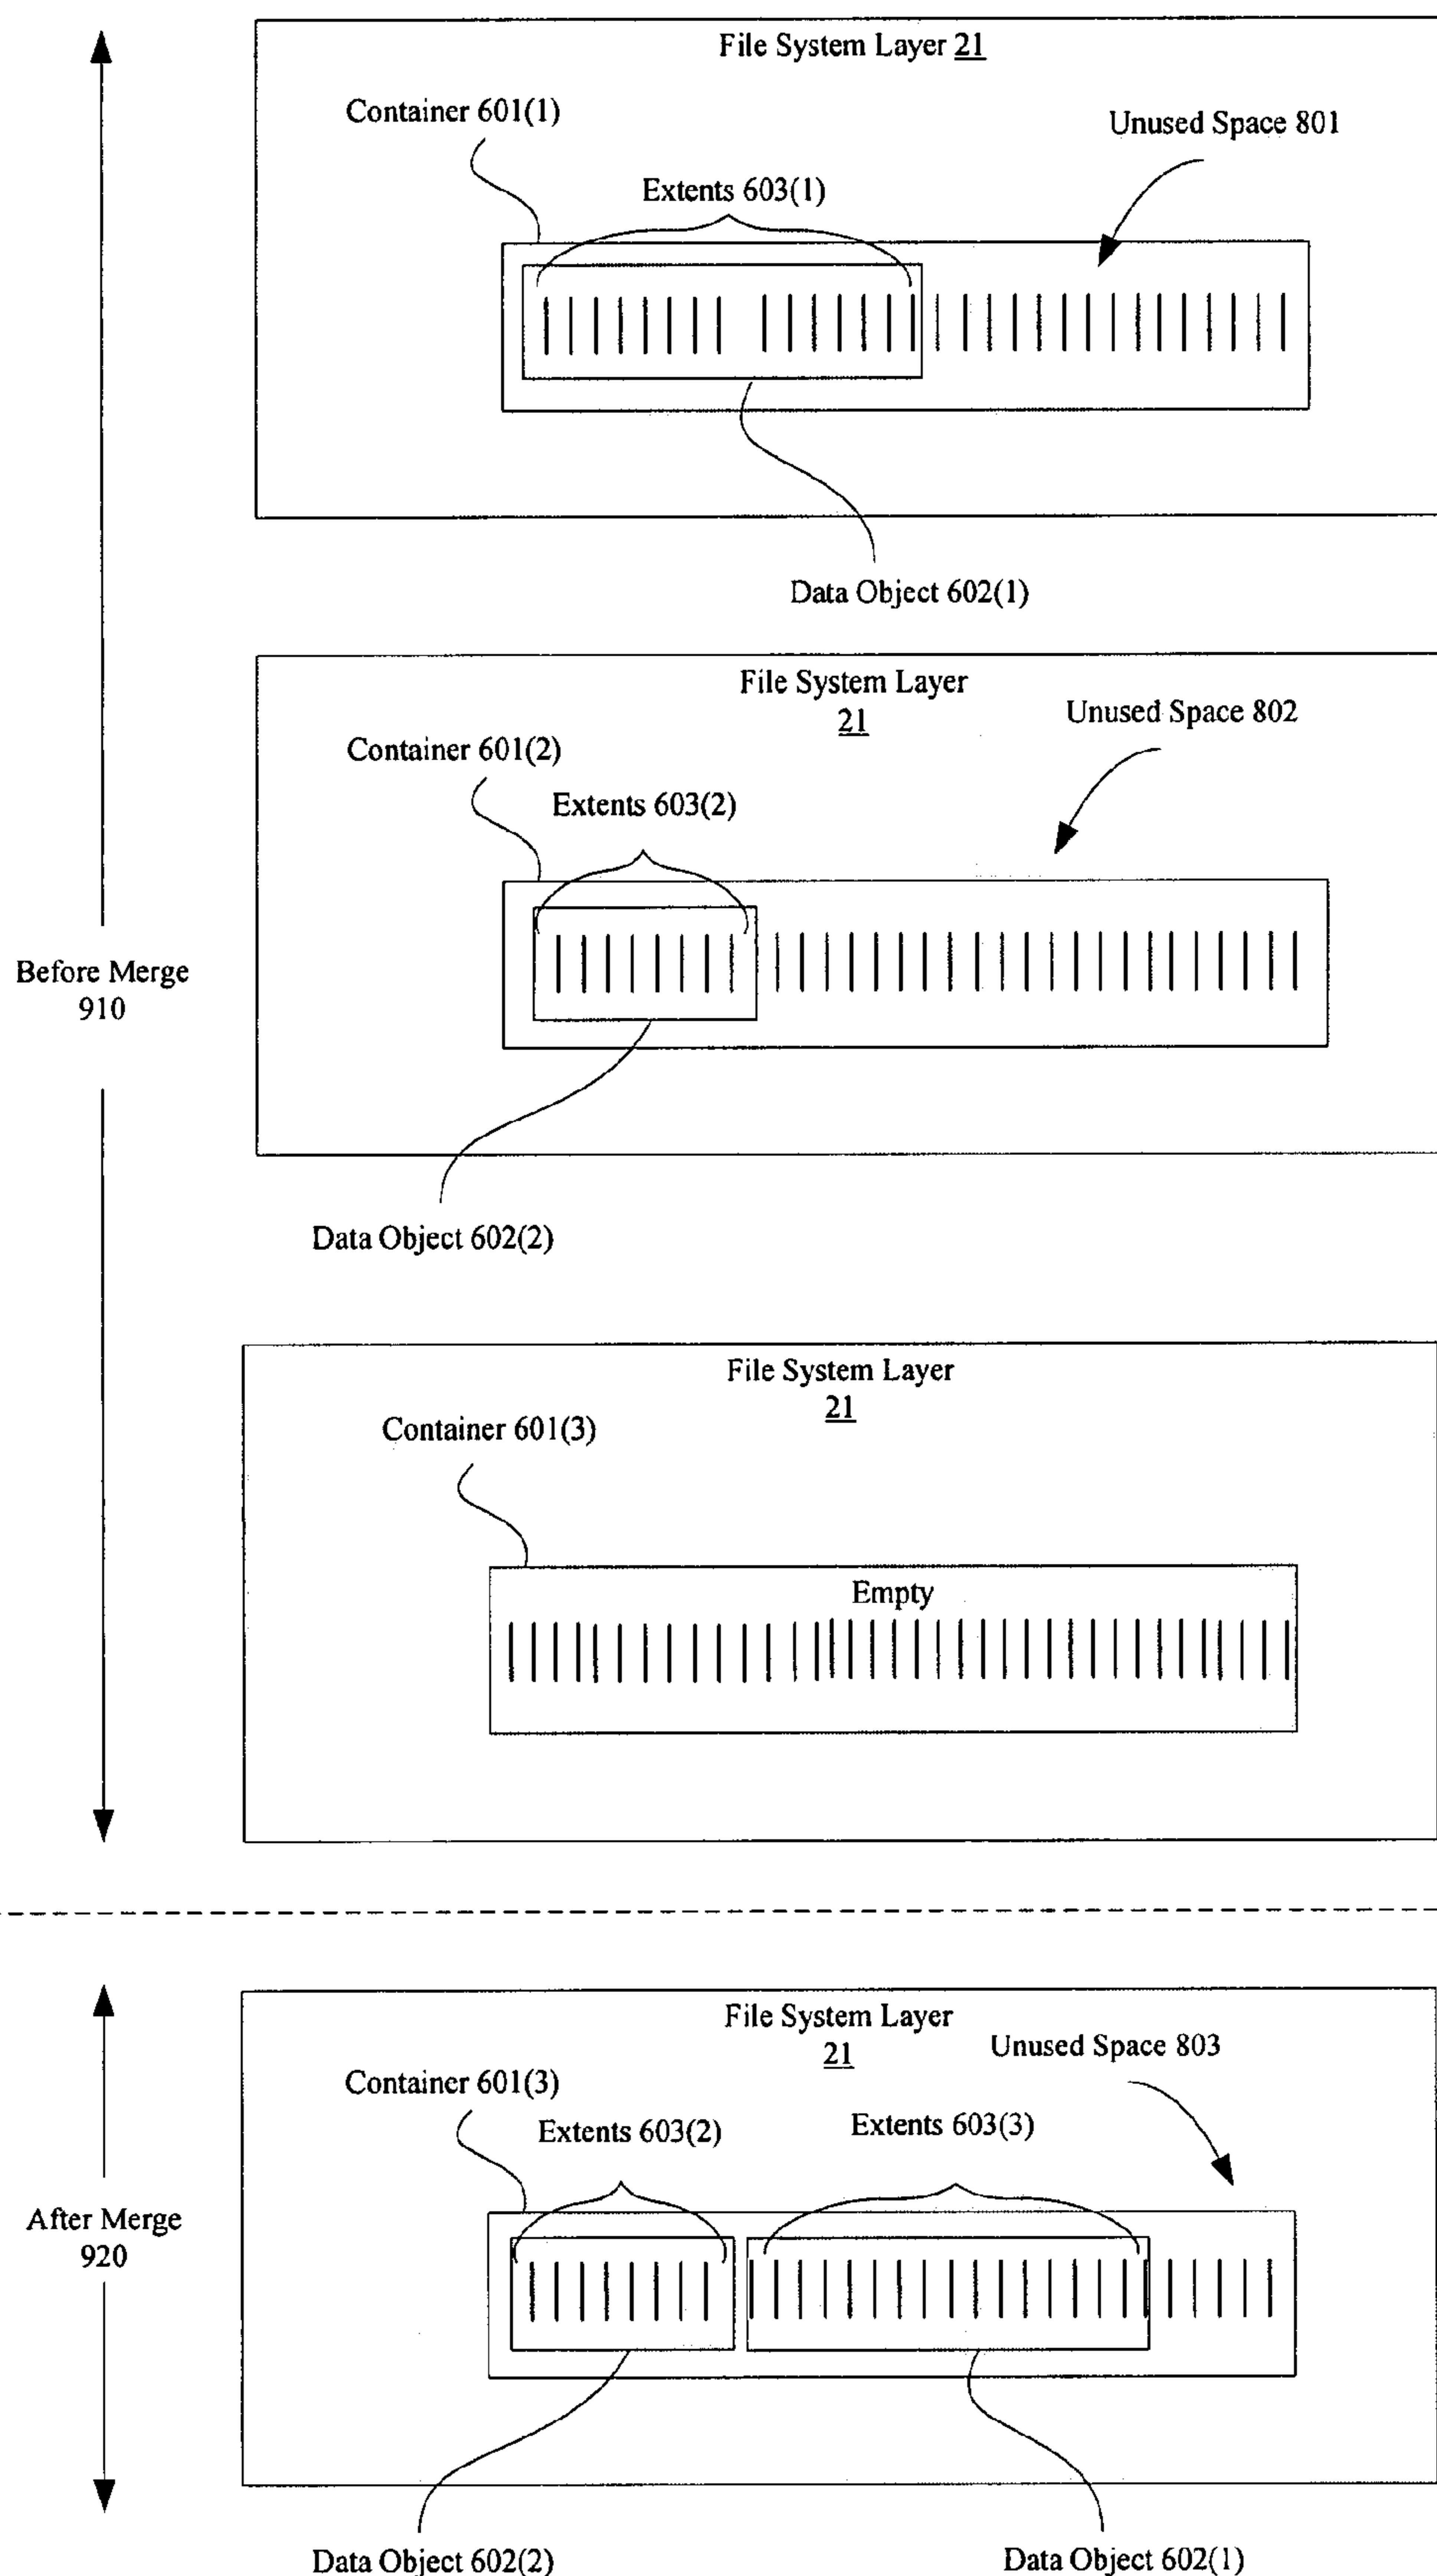 File System Layer 21
Container 601(1)
Unused Space 801
Extents 603(1)
Data Object 602(1)
File System Layer
21
Unused Space 802
Container 601(2)
Extents 603(2)
Before Merge
910
Data Object 602(2)
File System Layer
21
Container 601(3)
Empty
File System Layer
21
Unused Space 803
Container 601(3)
Extents 603(2)
Extents 603(3)
After Merge
920
Data Object 602(2)
Data Object 602(1)